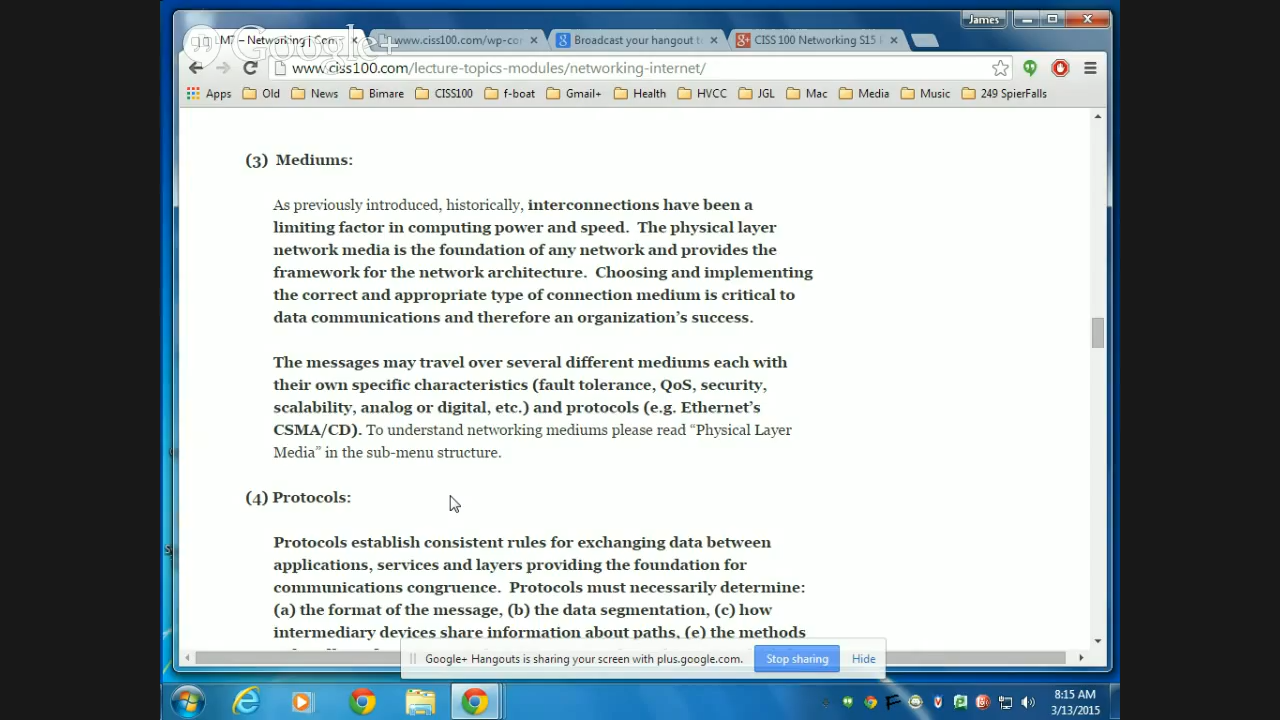 James
LM7 – Networking | Com
www.ciss100.com/wp-cor
Broadcast your hangout to
CISS 100 Networking S15
Google+
www.ciss100.com/lecture-topics-modules/networking-internet/
Apps Old News Bimare CISS100 f-boat Gmail+ Health HVCC JGL Mac Media Music 249 SpierFalls
(3) Mediums:
As previously introduced, historically, interconnections have been a
limiting factor in computing power and speed. The physical layer
network media is the foundation of any network and provides the
framework for the network architecture. Choosing and implementing
the correct and appropriate type of connection medium is critical to
data communications and therefore an organization’s success.
The messages may travel over several different mediums each with
their own specific characteristics (fault tolerance, QoS, security,
scalability, analog or digital, etc.) and protocols (e.g. Ethernet’s
CSMA/CD). To understand networking mediums please read “Physical Layer
Media” in the sub-menu structure.
(4) Protocols:
Protocols establish consistent rules for exchanging data between
applications, services and layers providing the foundation for
communications congruence. Protocols must necessarily determine:
(a) the format of the message, (b) the data segmentation, (c) how
intermediary devices share information about paths, (e) the methods
Google+ Hangouts is sharing your screen with plus.google.com. Stop sharing Hide
8:15 AM
3/13/2015